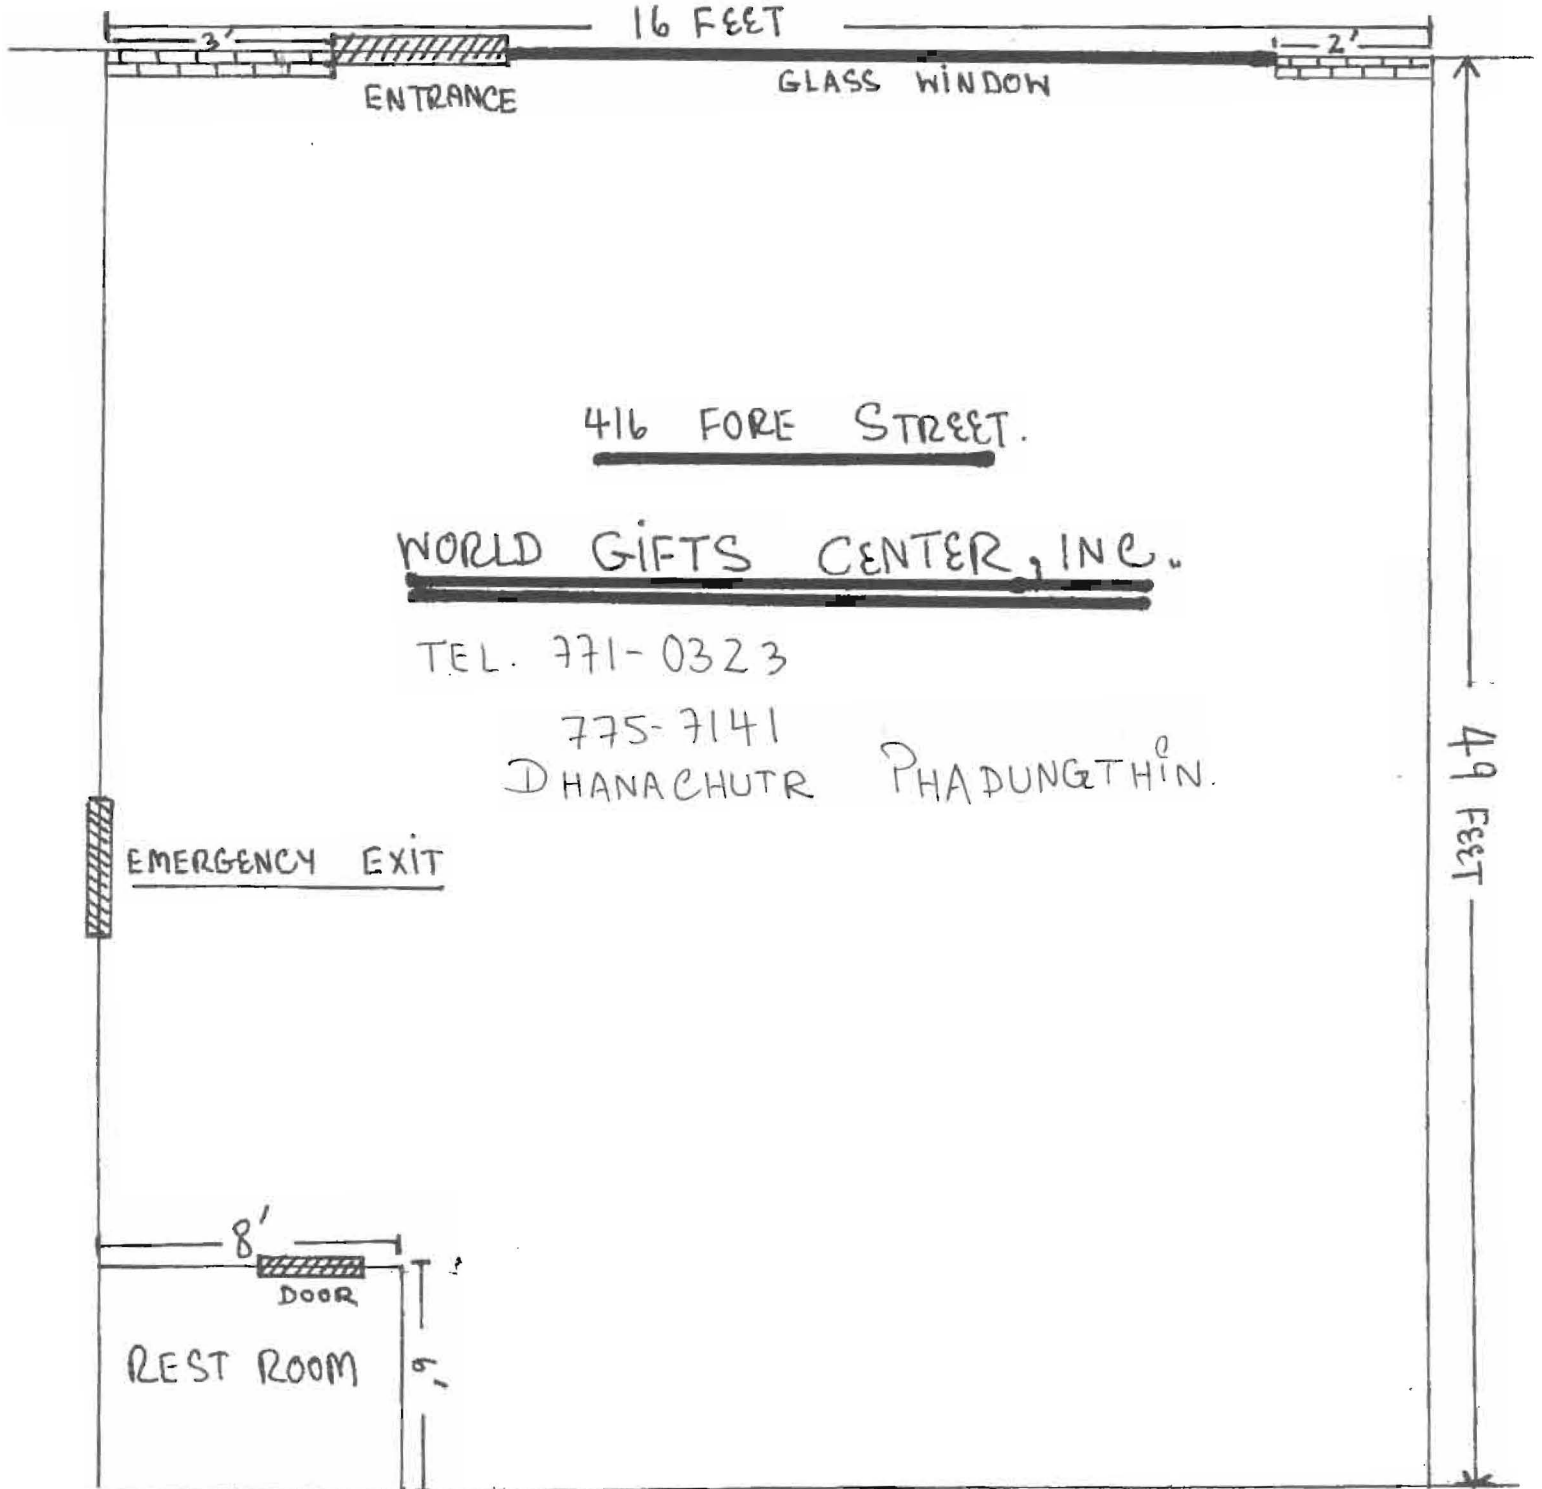 16 FEET
3'
2'
ENTRANCE
GLASS WINDOW
416 FORE STREET.
WORLD GIFTS CENTER, INC.
TEL. 771-0323
775-7141
DHANACHUTR PHADUNGTHIN.
49 FEET
EMERGENCY EXIT
8'
DOOR
REST ROOM